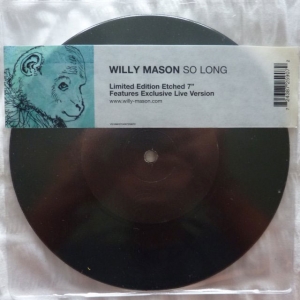 WILLY MASON SO LONG
Limited Edition Etched 7"
Features Exclusive Live Version
www.willy-mason.com